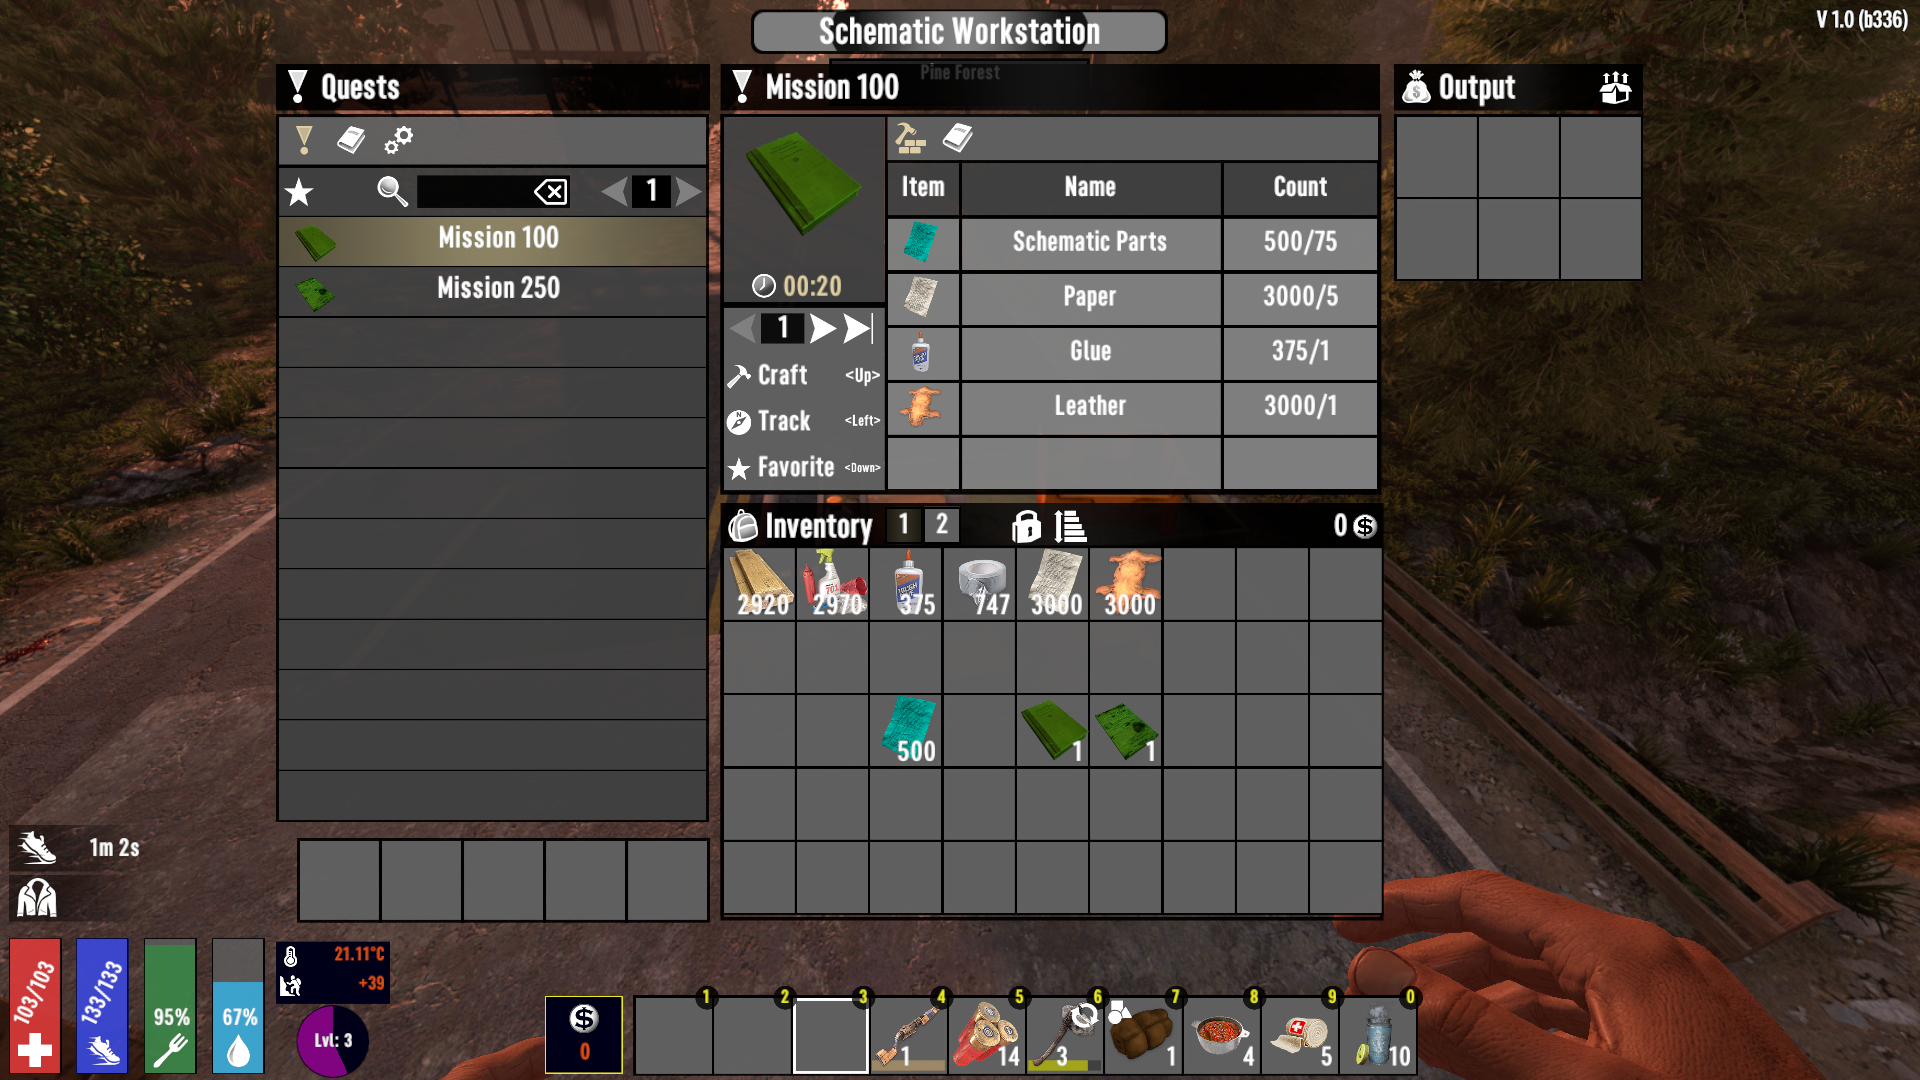 Schematic Workstation
V 1.0 (b336)
Pine Forest
Quests
1
Mission 100
Mission 250
Mission 100
00:20
1
Craft <Up>
Track <Left>
Favorite <Down>
Item Name Count
Schematic Parts 500/75
Paper 3000/5
Glue 375/1
Leather 3000/1
Output
Inventory 1 2 0
2920 2970 375 747 3000 3000
500 1 1
1m 2s
103/103
133/133
95%
67%
21.11°C
+39
Lvl: 3
0
1 2 3 4 5 6 7 8 9 0
1 14 3 1 4 5 10